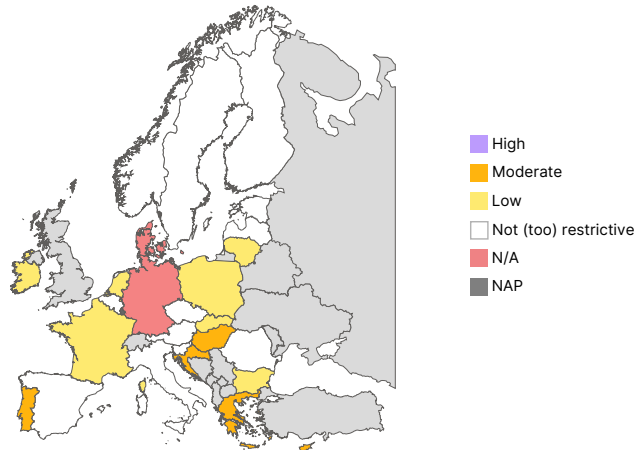 High
Moderate
Low
Not (too) restrictive
N/A
NAP